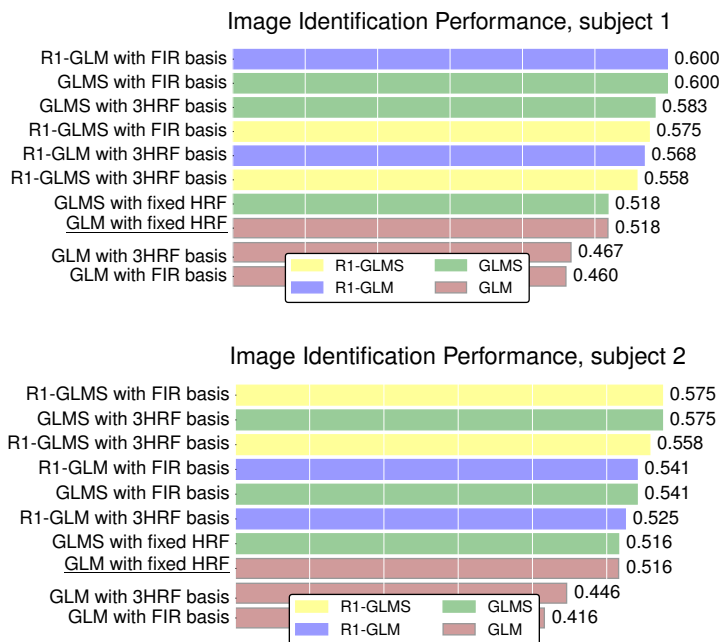 Image Identification Performance, subject 1
R1-GLM with FIR basis 0.600
GLMS with FIR basis 0.600
GLMS with 3HRF basis 0.583
R1-GLMS with FIR basis 0.575
R1-GLM with 3HRF basis 0.568
R1-GLMS with 3HRF basis 0.558
GLMS with fixed HRF 0.518
GLM with fixed HRF 0.518
GLM with 3HRF basis 0.467
GLM with FIR basis 0.460
R1-GLMS GLMS
R1-GLM GLM
Image Identification Performance, subject 2
R1-GLMS with FIR basis 0.575
GLMS with 3HRF basis 0.575
R1-GLMS with 3HRF basis 0.558
R1-GLM with FIR basis 0.541
GLMS with FIR basis 0.541
R1-GLM with 3HRF basis 0.525
GLMS with fixed HRF 0.516
GLM with fixed HRF 0.516
GLM with 3HRF basis 0.446
GLM with FIR basis 0.416
R1-GLMS GLMS
R1-GLM GLM